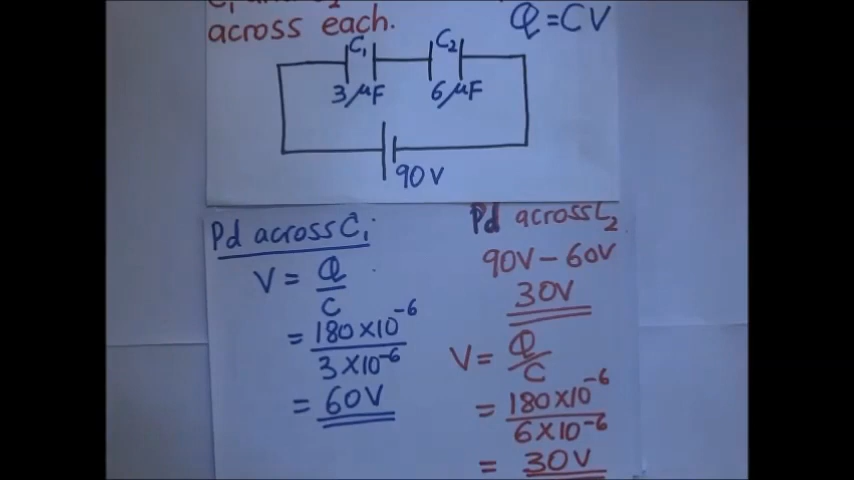 across each.
Q=CV
C₁ C₂
3μF 6μF
90V
Pd across C₁
V = Q/C
= 180×10⁻⁶/3×10⁻⁶
= 60V
Pd across C₂
90V – 60V
30V
V = Q/C
= 180×10⁻⁶/6×10⁻⁶
= 30V